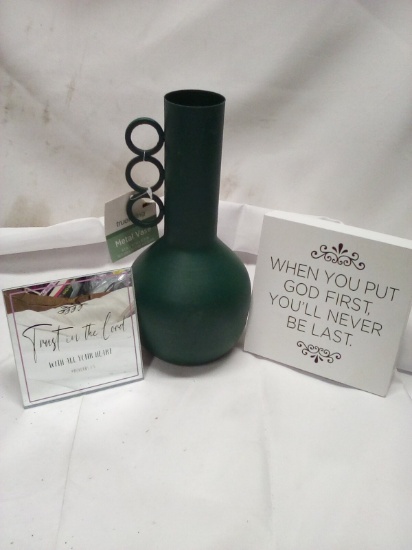 Metal Vase
Trust in the Lord
WITH ALL YOUR HEART
WHEN YOU PUT
GOD FIRST,
YOU'LL NEVER
BE LAST.